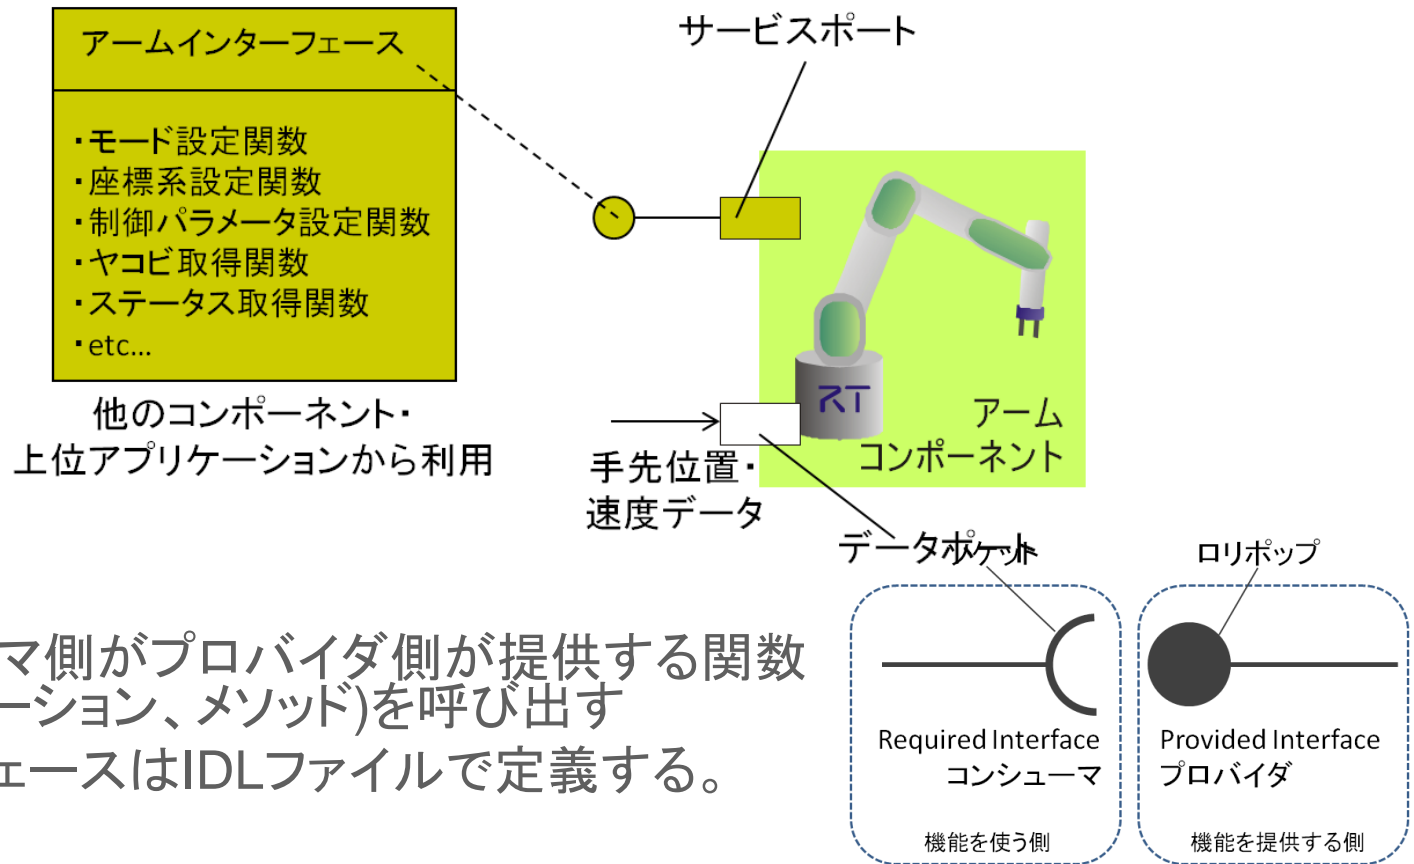 アームインターフェース
・モード設定関数
・座標系設定関数
・制御パラメータ設定関数
・ヤコビ取得関数
・ステータス取得関数
・etc...
他のコンポーネント・
上位アプリケーションから利用
サービスポート
RT
アーム
コンポーネント
手先位置・
速度データ
データポート
ソケット
ロリポップ
マ側がプロバイダ側が提供する関数
ーション、メソッド)を呼び出す
ェースはIDLファイルで定義する。
Required Interface
コンシューマ
機能を使う側
Provided Interface
プロバイダ
機能を提供する側